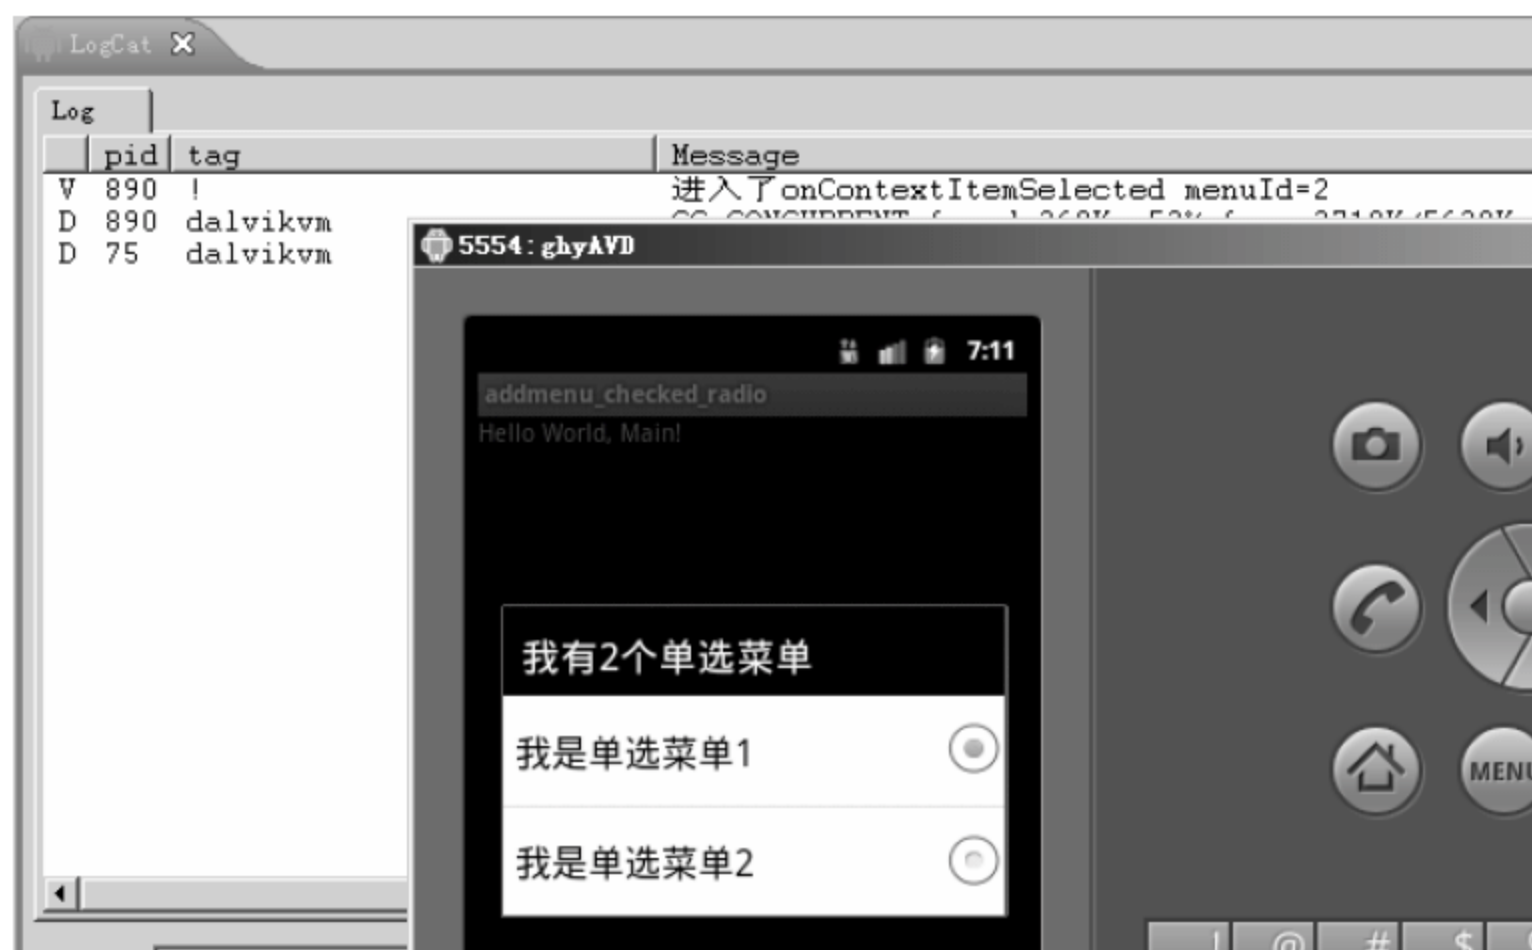 LogCat
Log
pid tag Message
V 890 ! 进入了onContextItemSelected menuId=2
D 890 dalvikvm
D 75 dalvikvm
5554:ghyAVD
7:11
addmenu_checked_radio
Hello World, Main!
我有2个单选菜单
我是单选菜单1
我是单选菜单2
MENU
! @ # $